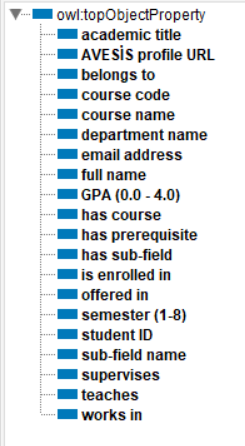 owl:topObjectProperty
academic title
AVESİS profile URL
belongs to
course code
course name
department name
email address
full name
GPA (0.0 - 4.0)
has course
has prerequisite
has sub-field
is enrolled in
offered in
semester (1-8)
student ID
sub-field name
supervises
teaches
works in